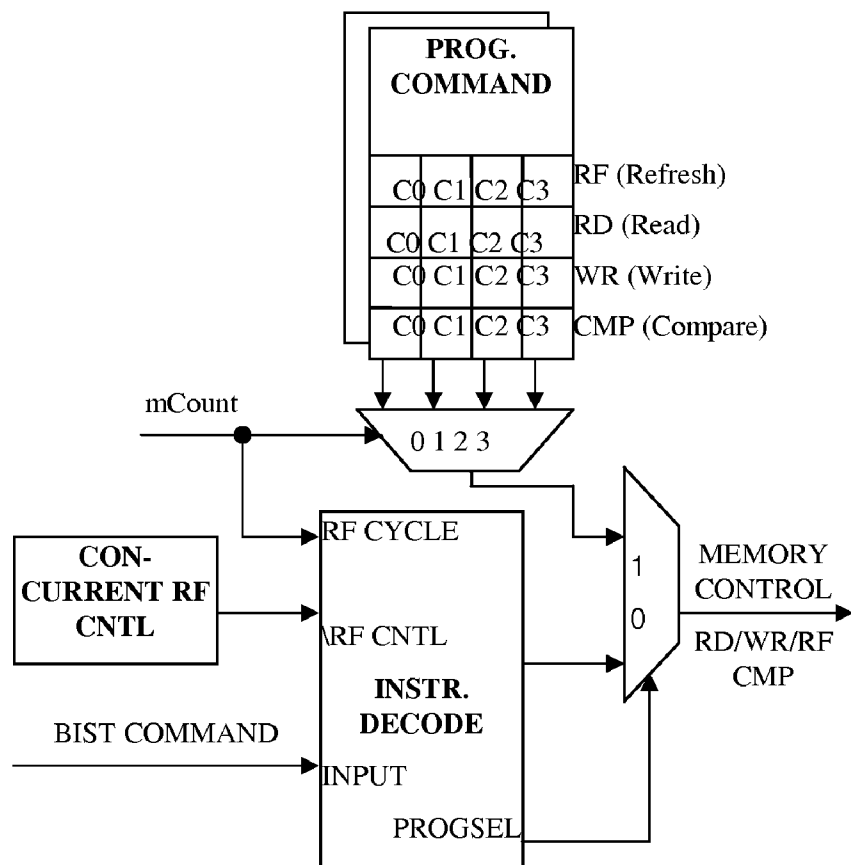 PROG.
COMMAND
C0 C1 C2 C3 RF (Refresh)
C0 C1 C2 C3 RD (Read)
C0 C1 C2 C3 WR (Write)
C0 C1 C2 C3 CMP (Compare)
mCount
0 1 2 3
CON-
CURRENT RF
CNTL
RF CYCLE
\RF CNTL
INSTR.
DECODE
BIST COMMAND
INPUT
PROGSEL
1
0
MEMORY
CONTROL
RD/WR/RF
CMP